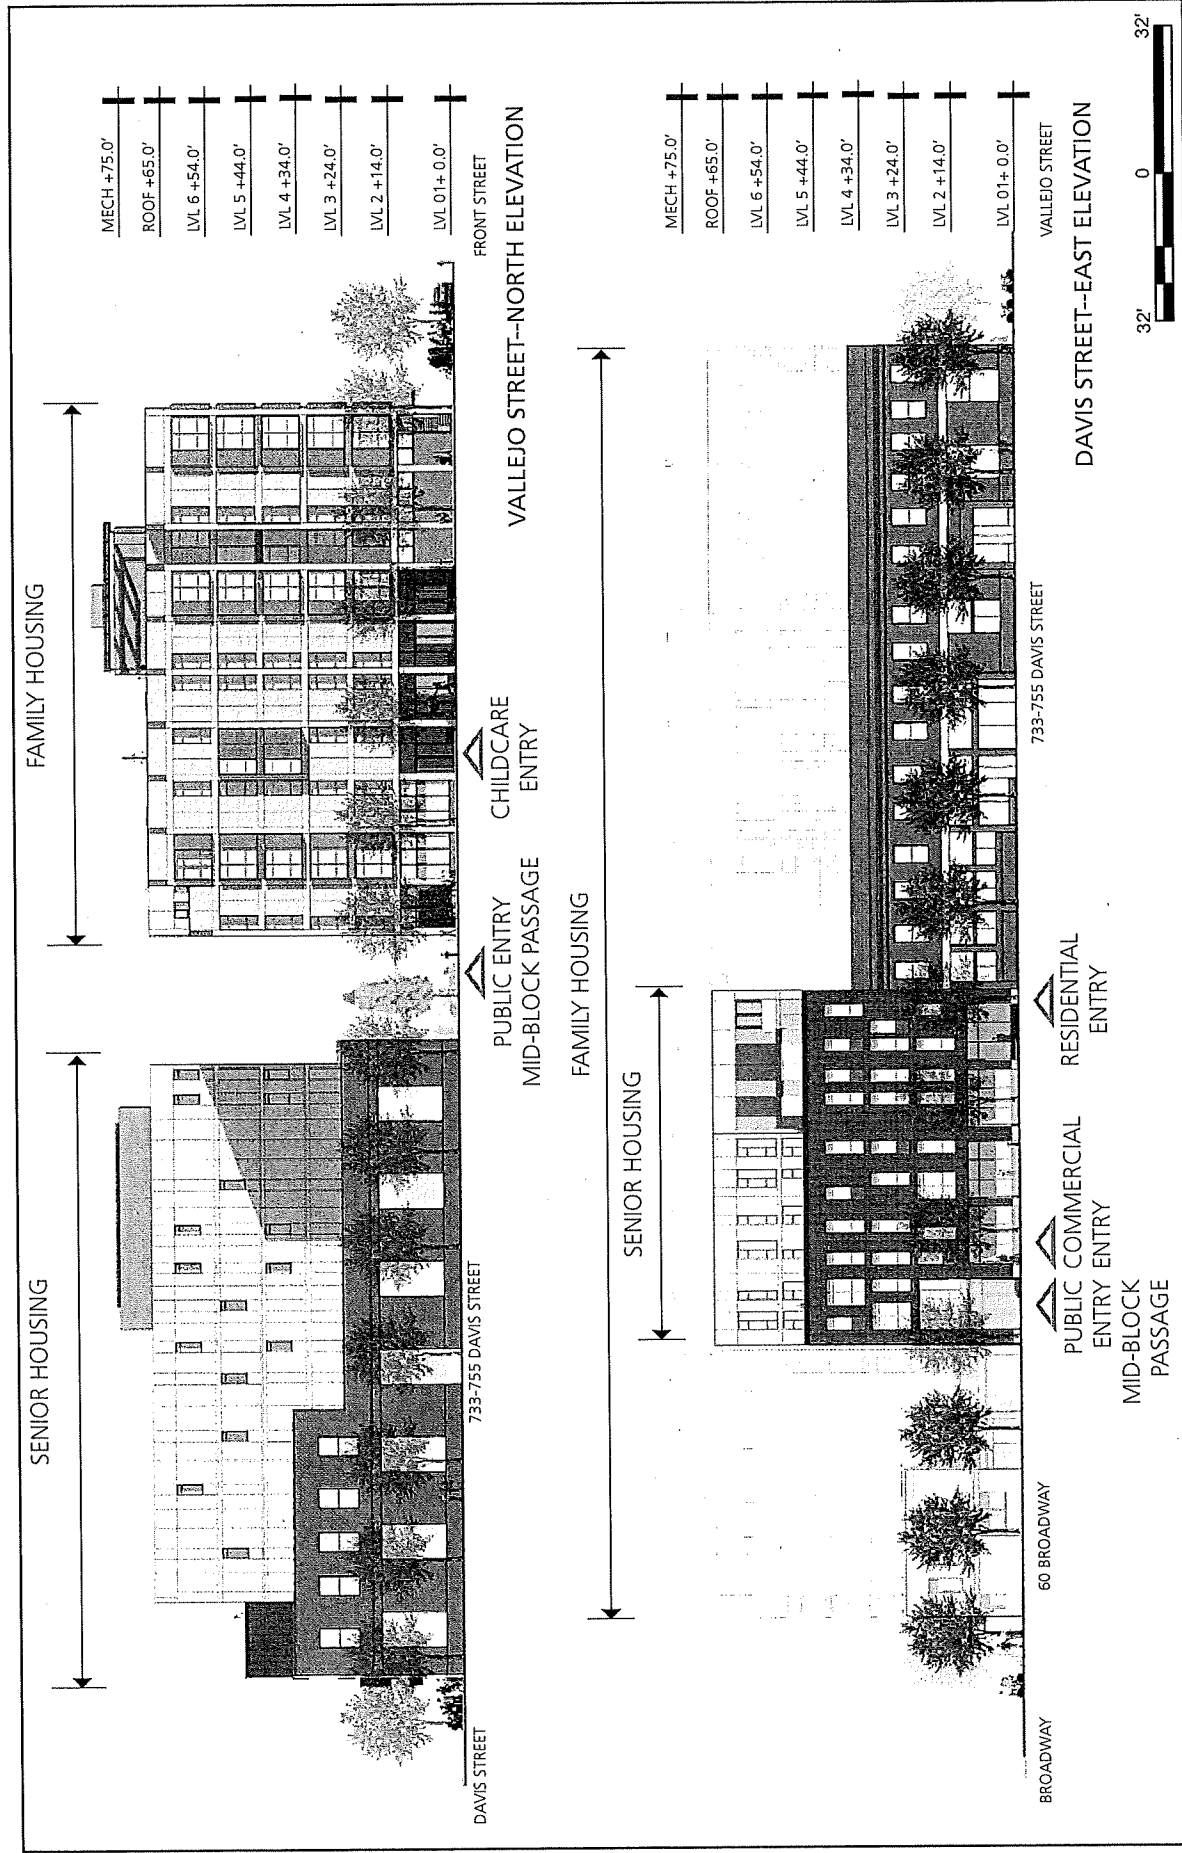 SENIOR HOUSING
FAMILY HOUSING
MECH +75.0'
ROOF +65.0'
LVL 6 +54.0'
LVL 5 +44.0'
LVL 4 +34.0'
LVL 3 +24.0'
LVL 2 +14.0'
LVL 01+ 0.0'
DAVIS STREET
733-755 DAVIS STREET
PUBLIC ENTRY
MID-BLOCK PASSAGE
CHILDCARE
ENTRY
FRONT STREET
VALLEJO STREET--NORTH ELEVATION
FAMILY HOUSING
SENIOR HOUSING
MECH +75.0'
ROOF +65.0'
LVL 6 +54.0'
LVL 5 +44.0'
LVL 4 +34.0'
LVL 3 +24.0'
LVL 2 +14.0'
LVL 01+ 0.0'
BROADWAY
60 BROADWAY
PUBLIC COMMERCIAL
ENTRY ENTRY
MID-BLOCK
PASSAGE
RESIDENTIAL
ENTRY
733-755 DAVIS STREET
VALLEJO STREET
DAVIS STREET--EAST ELEVATION
32'
0
32'